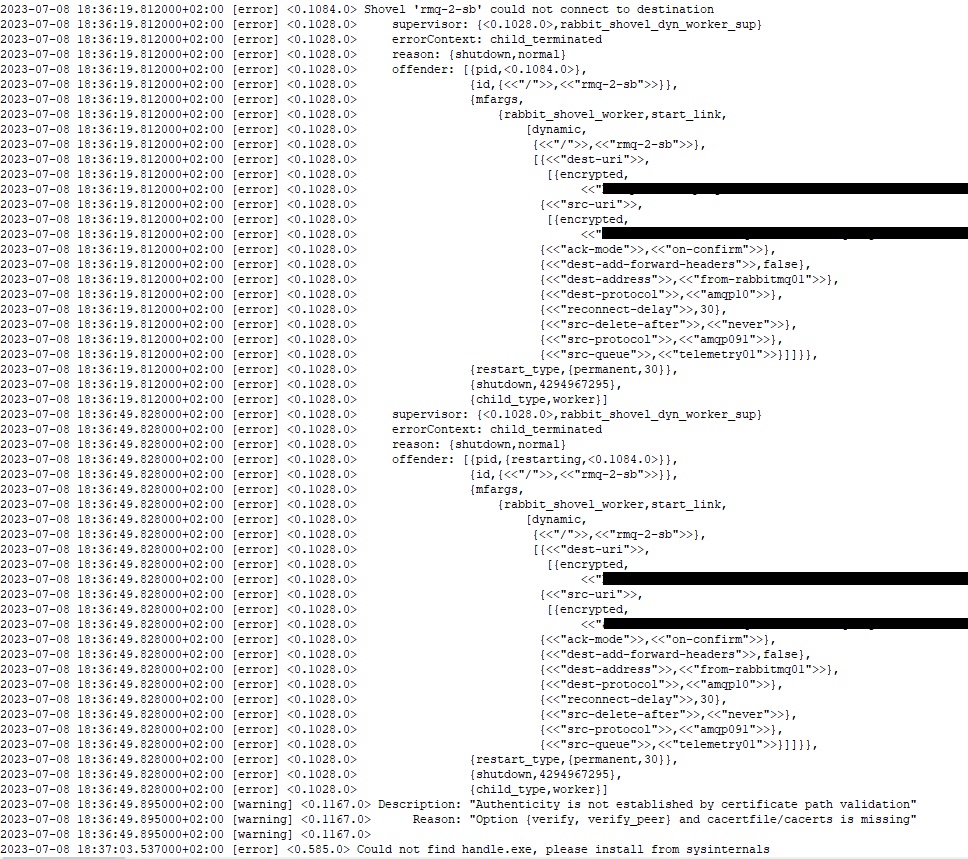 2023-07-08 18:36:19.812000+02:00 [error] <0.1084.0> Shovel 'rmq-2-sb' could not connect to destination
2023-07-08 18:36:19.812000+02:00 [error] <0.1028.0>     supervisor: {<0.1028.0>,rabbit_shovel_dyn_worker_sup}
2023-07-08 18:36:19.812000+02:00 [error] <0.1028.0>     errorContext: child_terminated
2023-07-08 18:36:19.812000+02:00 [error] <0.1028.0>     reason: {shutdown,normal}
2023-07-08 18:36:19.812000+02:00 [error] <0.1028.0>     offender: [{pid,<0.1084.0>},
2023-07-08 18:36:19.812000+02:00 [error] <0.1028.0>                {id,{<<"/">>,<<"rmq-2-sb">>}},
2023-07-08 18:36:19.812000+02:00 [error] <0.1028.0>                {mfargs,
2023-07-08 18:36:19.812000+02:00 [error] <0.1028.0>                    {rabbit_shovel_worker,start_link,
2023-07-08 18:36:19.812000+02:00 [error] <0.1028.0>                        [dynamic,
2023-07-08 18:36:19.812000+02:00 [error] <0.1028.0>                         {<<"/">>,<<"rmq-2-sb">>},
2023-07-08 18:36:19.812000+02:00 [error] <0.1028.0>                         [{<<"dest-uri">>,
2023-07-08 18:36:19.812000+02:00 [error] <0.1028.0>                           [{encrypted,
2023-07-08 18:36:19.812000+02:00 [error] <0.1028.0>                                <<"
2023-07-08 18:36:19.812000+02:00 [error] <0.1028.0>                          {<<"src-uri">>,
2023-07-08 18:36:19.812000+02:00 [error] <0.1028.0>                           [{encrypted,
2023-07-08 18:36:19.812000+02:00 [error] <0.1028.0>                                <<"
2023-07-08 18:36:19.812000+02:00 [error] <0.1028.0>                          {<<"ack-mode">>,<<"on-confirm">>},
2023-07-08 18:36:19.812000+02:00 [error] <0.1028.0>                          {<<"dest-add-forward-headers">>,false},
2023-07-08 18:36:19.812000+02:00 [error] <0.1028.0>                          {<<"dest-address">>,<<"from-rabbitmq01">>},
2023-07-08 18:36:19.812000+02:00 [error] <0.1028.0>                          {<<"dest-protocol">>,<<"amqp10">>},
2023-07-08 18:36:19.812000+02:00 [error] <0.1028.0>                          {<<"reconnect-delay">>,30},
2023-07-08 18:36:19.812000+02:00 [error] <0.1028.0>                          {<<"src-delete-after">>,<<"never">>},
2023-07-08 18:36:19.812000+02:00 [error] <0.1028.0>                          {<<"src-protocol">>,<<"amqp091">>},
2023-07-08 18:36:19.812000+02:00 [error] <0.1028.0>                          {<<"src-queue">>,<<"telemetry01">>}]]}},
2023-07-08 18:36:19.812000+02:00 [error] <0.1028.0>                {restart_type,{permanent,30}},
2023-07-08 18:36:19.812000+02:00 [error] <0.1028.0>                {shutdown,4294967295},
2023-07-08 18:36:19.812000+02:00 [error] <0.1028.0>                {child_type,worker}]
2023-07-08 18:36:49.828000+02:00 [error] <0.1028.0>     supervisor: {<0.1028.0>,rabbit_shovel_dyn_worker_sup}
2023-07-08 18:36:49.828000+02:00 [error] <0.1028.0>     errorContext: child_terminated
2023-07-08 18:36:49.828000+02:00 [error] <0.1028.0>     reason: {shutdown,normal}
2023-07-08 18:36:49.828000+02:00 [error] <0.1028.0>     offender: [{pid,{restarting,<0.1084.0>}},
2023-07-08 18:36:49.828000+02:00 [error] <0.1028.0>                {id,{<<"/">>,<<"rmq-2-sb">>}},
2023-07-08 18:36:49.828000+02:00 [error] <0.1028.0>                {mfargs,
2023-07-08 18:36:49.828000+02:00 [error] <0.1028.0>                    {rabbit_shovel_worker,start_link,
2023-07-08 18:36:49.828000+02:00 [error] <0.1028.0>                        [dynamic,
2023-07-08 18:36:49.828000+02:00 [error] <0.1028.0>                         {<<"/">>,<<"rmq-2-sb">>},
2023-07-08 18:36:49.828000+02:00 [error] <0.1028.0>                         [{<<"dest-uri">>,
2023-07-08 18:36:49.828000+02:00 [error] <0.1028.0>                           [{encrypted,
2023-07-08 18:36:49.828000+02:00 [error] <0.1028.0>                                <<"
2023-07-08 18:36:49.828000+02:00 [error] <0.1028.0>                          {<<"src-uri">>,
2023-07-08 18:36:49.828000+02:00 [error] <0.1028.0>                           [{encrypted,
2023-07-08 18:36:49.828000+02:00 [error] <0.1028.0>                                <<"
2023-07-08 18:36:49.828000+02:00 [error] <0.1028.0>                          {<<"ack-mode">>,<<"on-confirm">>},
2023-07-08 18:36:49.828000+02:00 [error] <0.1028.0>                          {<<"dest-add-forward-headers">>,false},
2023-07-08 18:36:49.828000+02:00 [error] <0.1028.0>                          {<<"dest-address">>,<<"from-rabbitmq01">>},
2023-07-08 18:36:49.828000+02:00 [error] <0.1028.0>                          {<<"dest-protocol">>,<<"amqp10">>},
2023-07-08 18:36:49.828000+02:00 [error] <0.1028.0>                          {<<"reconnect-delay">>,30},
2023-07-08 18:36:49.828000+02:00 [error] <0.1028.0>                          {<<"src-delete-after">>,<<"never">>},
2023-07-08 18:36:49.828000+02:00 [error] <0.1028.0>                          {<<"src-protocol">>,<<"amqp091">>},
2023-07-08 18:36:49.828000+02:00 [error] <0.1028.0>                          {<<"src-queue">>,<<"telemetry01">>}]]}},
2023-07-08 18:36:49.828000+02:00 [error] <0.1028.0>                {restart_type,{permanent,30}},
2023-07-08 18:36:49.828000+02:00 [error] <0.1028.0>                {shutdown,4294967295},
2023-07-08 18:36:49.828000+02:00 [error] <0.1028.0>                {child_type,worker}]
2023-07-08 18:36:49.895000+02:00 [warning] <0.1167.0> Description: "Authenticity is not established by certificate path validation"
2023-07-08 18:36:49.895000+02:00 [warning] <0.1167.0>      Reason: "Option {verify, verify_peer} and cacertfile/cacerts is missing"
2023-07-08 18:36:49.895000+02:00 [warning] <0.1167.0>
2023-07-08 18:37:03.537000+02:00 [error] <0.585.0> Could not find handle.exe, please install from sysinternals